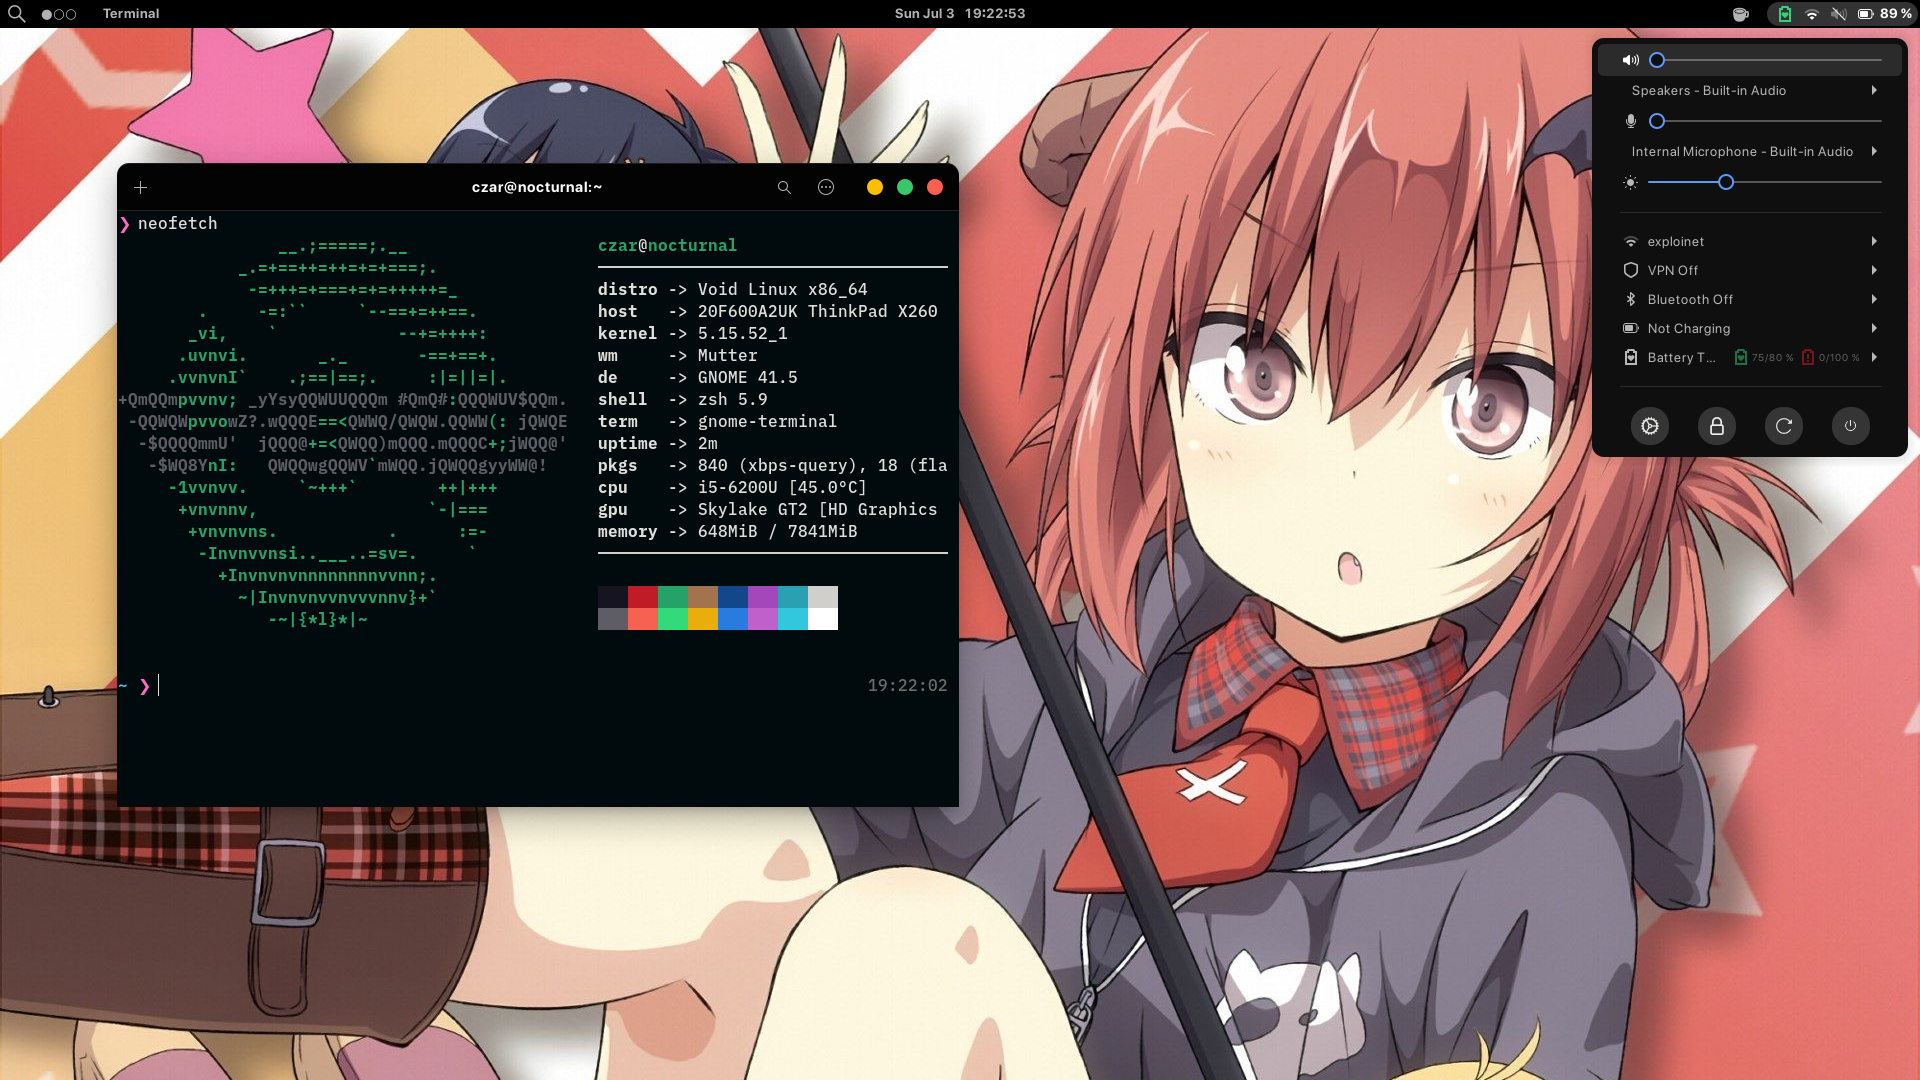 Terminal
Sun Jul 3 19:22:53
89 %
czar@nocturnal:~
❯ neofetch
__.;=====;.__
_.=+==++=++=+=+===;.
-=+++=+===+=+=+++++=_
. -=:`` `--==+=++==.
_vi, ` --+=++++:
.uvnvi. _._ -==+==+.
.vvnvnI` .;==|==;. :|=||=|.
+QmQQmpvvnv; _yYsyQQWUUQQQm #QmQ#:QQQWUV$QQm.
-QQWQWpvvowZ?.wQQQE==<QWWQ/QWQW.QQWW(: jQWQE
-$QQQQmmU' jQQQ@+=<QWQQ)mQQQ.mQQQC+;jWQQ@'
-$WQ8YnI: QWQQwgQQWV`mWQQ.jQWQQgyyWW@!
-1vvnvv. `~+++` ++|+++
+vnvnnv, `-|===
+vnvnvns. . :=-
-Invnvvnsi..___..=sv=. `
+Invnvnvnnnnnnnnvvnn;.
~|Invnvnvvnvvvnnv}+`
-~|{*l}*|~
czar@nocturnal
distro -> Void Linux x86_64
host -> 20F600A2UK ThinkPad X260
kernel -> 5.15.52_1
wm -> Mutter
de -> GNOME 41.5
shell -> zsh 5.9
term -> gnome-terminal
uptime -> 2m
pkgs -> 840 (xbps-query), 18 (fla
cpu -> i5-6200U [45.0°C]
gpu -> Skylake GT2 [HD Graphics
memory -> 648MiB / 7841MiB
~ ❯ 19:22:02
Speakers - Built-in Audio
Internal Microphone - Built-in Audio
exploinet
VPN Off
Bluetooth Off
Not Charging
Battery T... 75/80 % 0/100 %